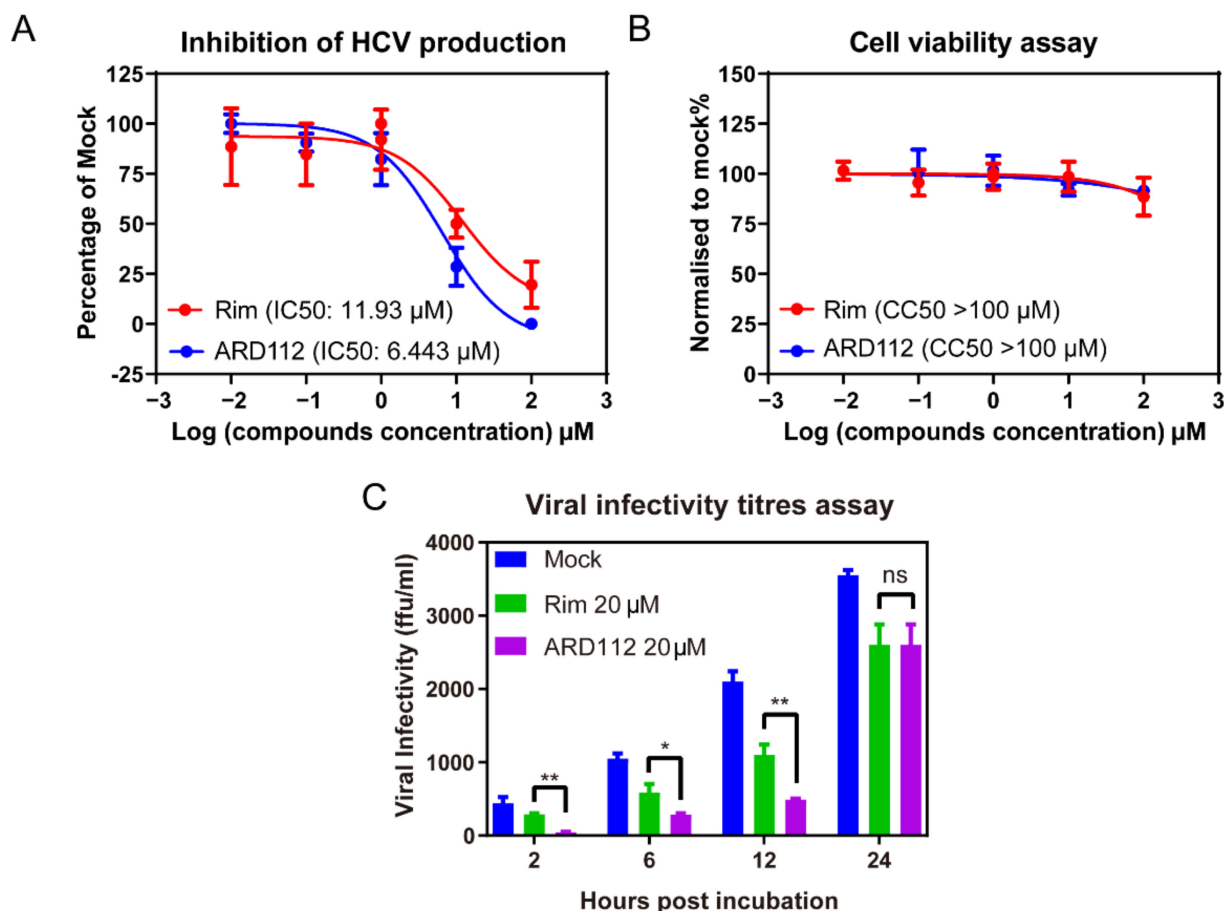 A
Inhibition of HCV production
Percentage of Mock
125
100
75
50
25
0
-25
Rim (IC50: 11.93 µM)
ARD112 (IC50: 6.443 µM)
−3 −2 −1 0 1 2 3
Log (compounds concentration) µM
B
Cell viability assay
Normalised to mock%
150
125
100
75
50
25
0
Rim (CC50 >100 µM)
ARD112 (CC50 >100 µM)
−3 −2 −1 0 1 2 3
Log (compounds concentration) µM
C
Viral infectivity titres assay
Viral Infectivity (ffu/ml)
4000
3000
2000
1000
0
Mock
Rim 20 µM
ARD112 20 µM
**
*
**
ns
2 6 12 24
Hours post incubation